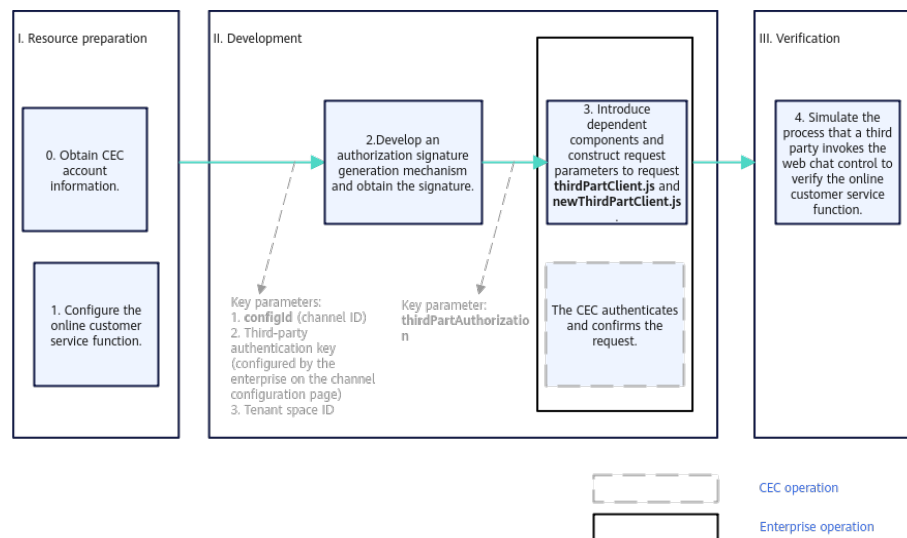 I. Resource preparation
0. Obtain CEC
account
information.
1. Configure the
online customer
service function.
II. Development
2.Develop an
authorization signature
generation mechanism
and obtain the signature.
Key parameters:
1. configId (channel ID)
2. Third-party
authentication key
(configured by the
enterprise on the channel
configuration page)
3. Tenant space ID
Key parameter:
thirdPartAuthorizatio
n
3. Introduce
dependent
components and
construct request
parameters to request
thirdPartClient.js and
newThirdPartClient.js
.
The CEC authenticates
and confirms the
request.
III. Verification
4. Simulate the
process that a third
party invokes the
web chat control to
verify the online
customer service
function.
CEC operation
Enterprise operation